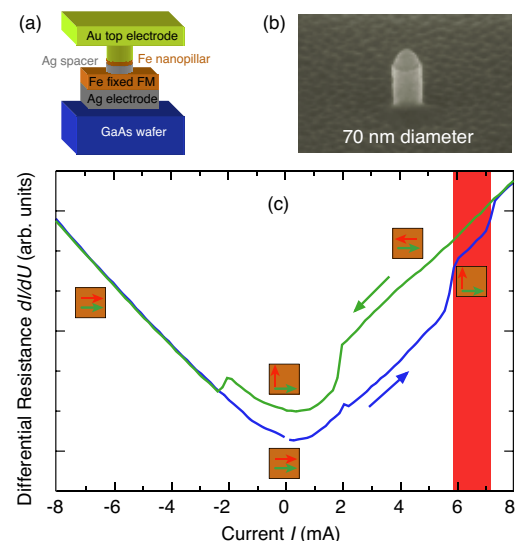 (a)
Au top electrode
Ag spacer
Fe nanopillar
Fe fixed FM
Ag electrode
GaAs wafer
(b)
70 nm diameter
(c)
Differential Resistance dI/dU (arb. units)
-8 -6 -4 -2 0 2 4 6 8
Current I (mA)